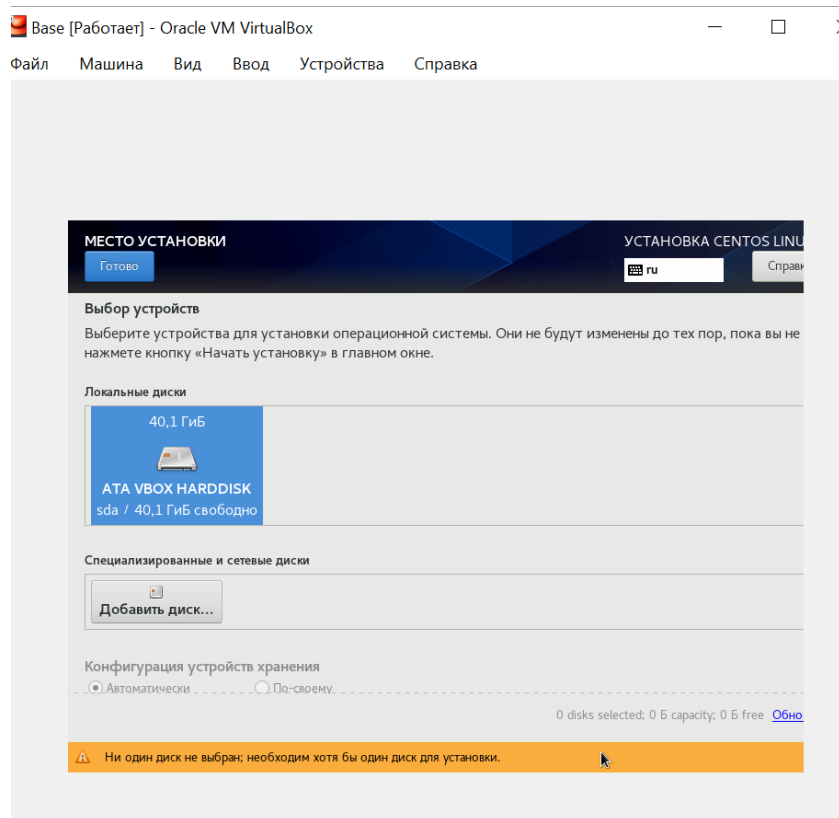 Base [Работает] - Oracle VM VirtualBox
Файл Машина Вид Ввод Устройства Справка
МЕСТО УСТАНОВКИ
УСТАНОВКА CENTOS LINU
Готово
ru
Справк
Выбор устройств
Выберите устройства для установки операционной системы. Они не будут изменены до тех пор, пока вы не
нажмете кнопку «Начать установку» в главном окне.
Локальные диски
40,1 ГиБ
ATA VBOX HARDDISK
sda / 40,1 ГиБ свободно
Специализированные и сетевые диски
Добавить диск...
Конфигурация устройств хранения
Автоматически По-своему
0 disks selected; 0 Б capacity; 0 Б free Обно
Ни один диск не выбран; необходим хотя бы один диск для установки.